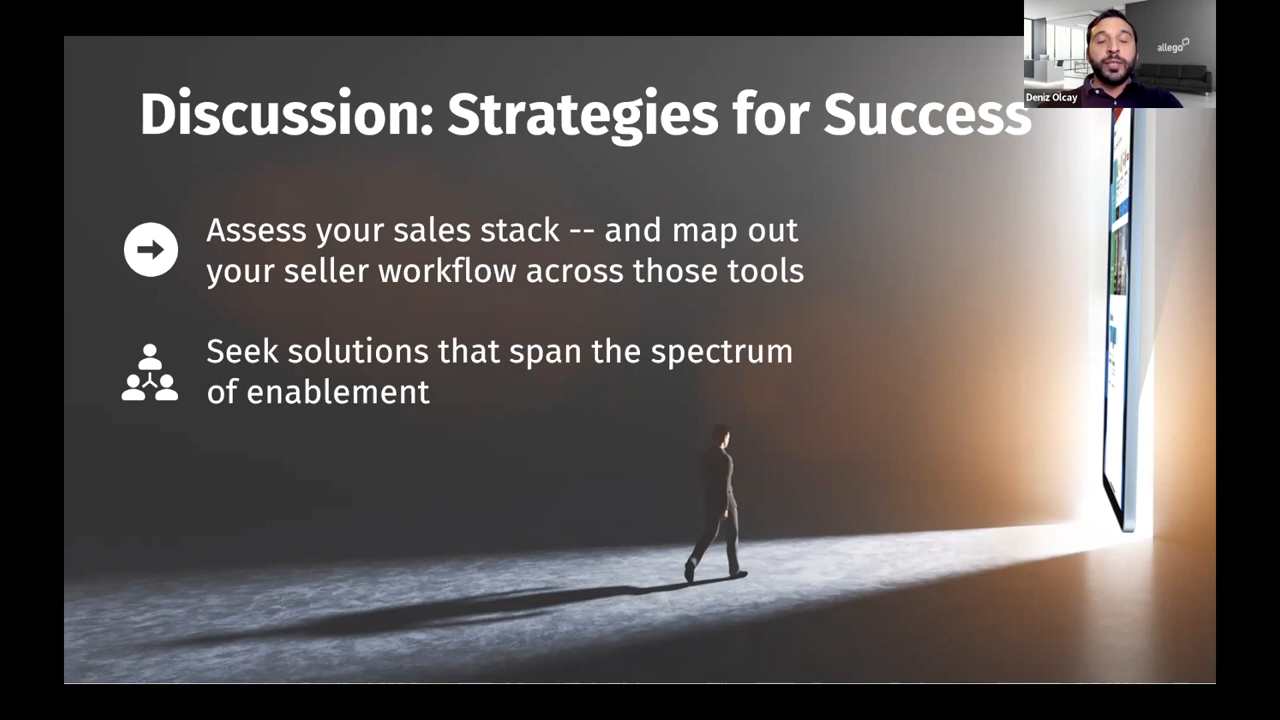 Discussion: Strategies for Success
allego
Deniz Olcay
Assess your sales stack -- and map out
your seller workflow across those tools
Seek solutions that span the spectrum
of enablement